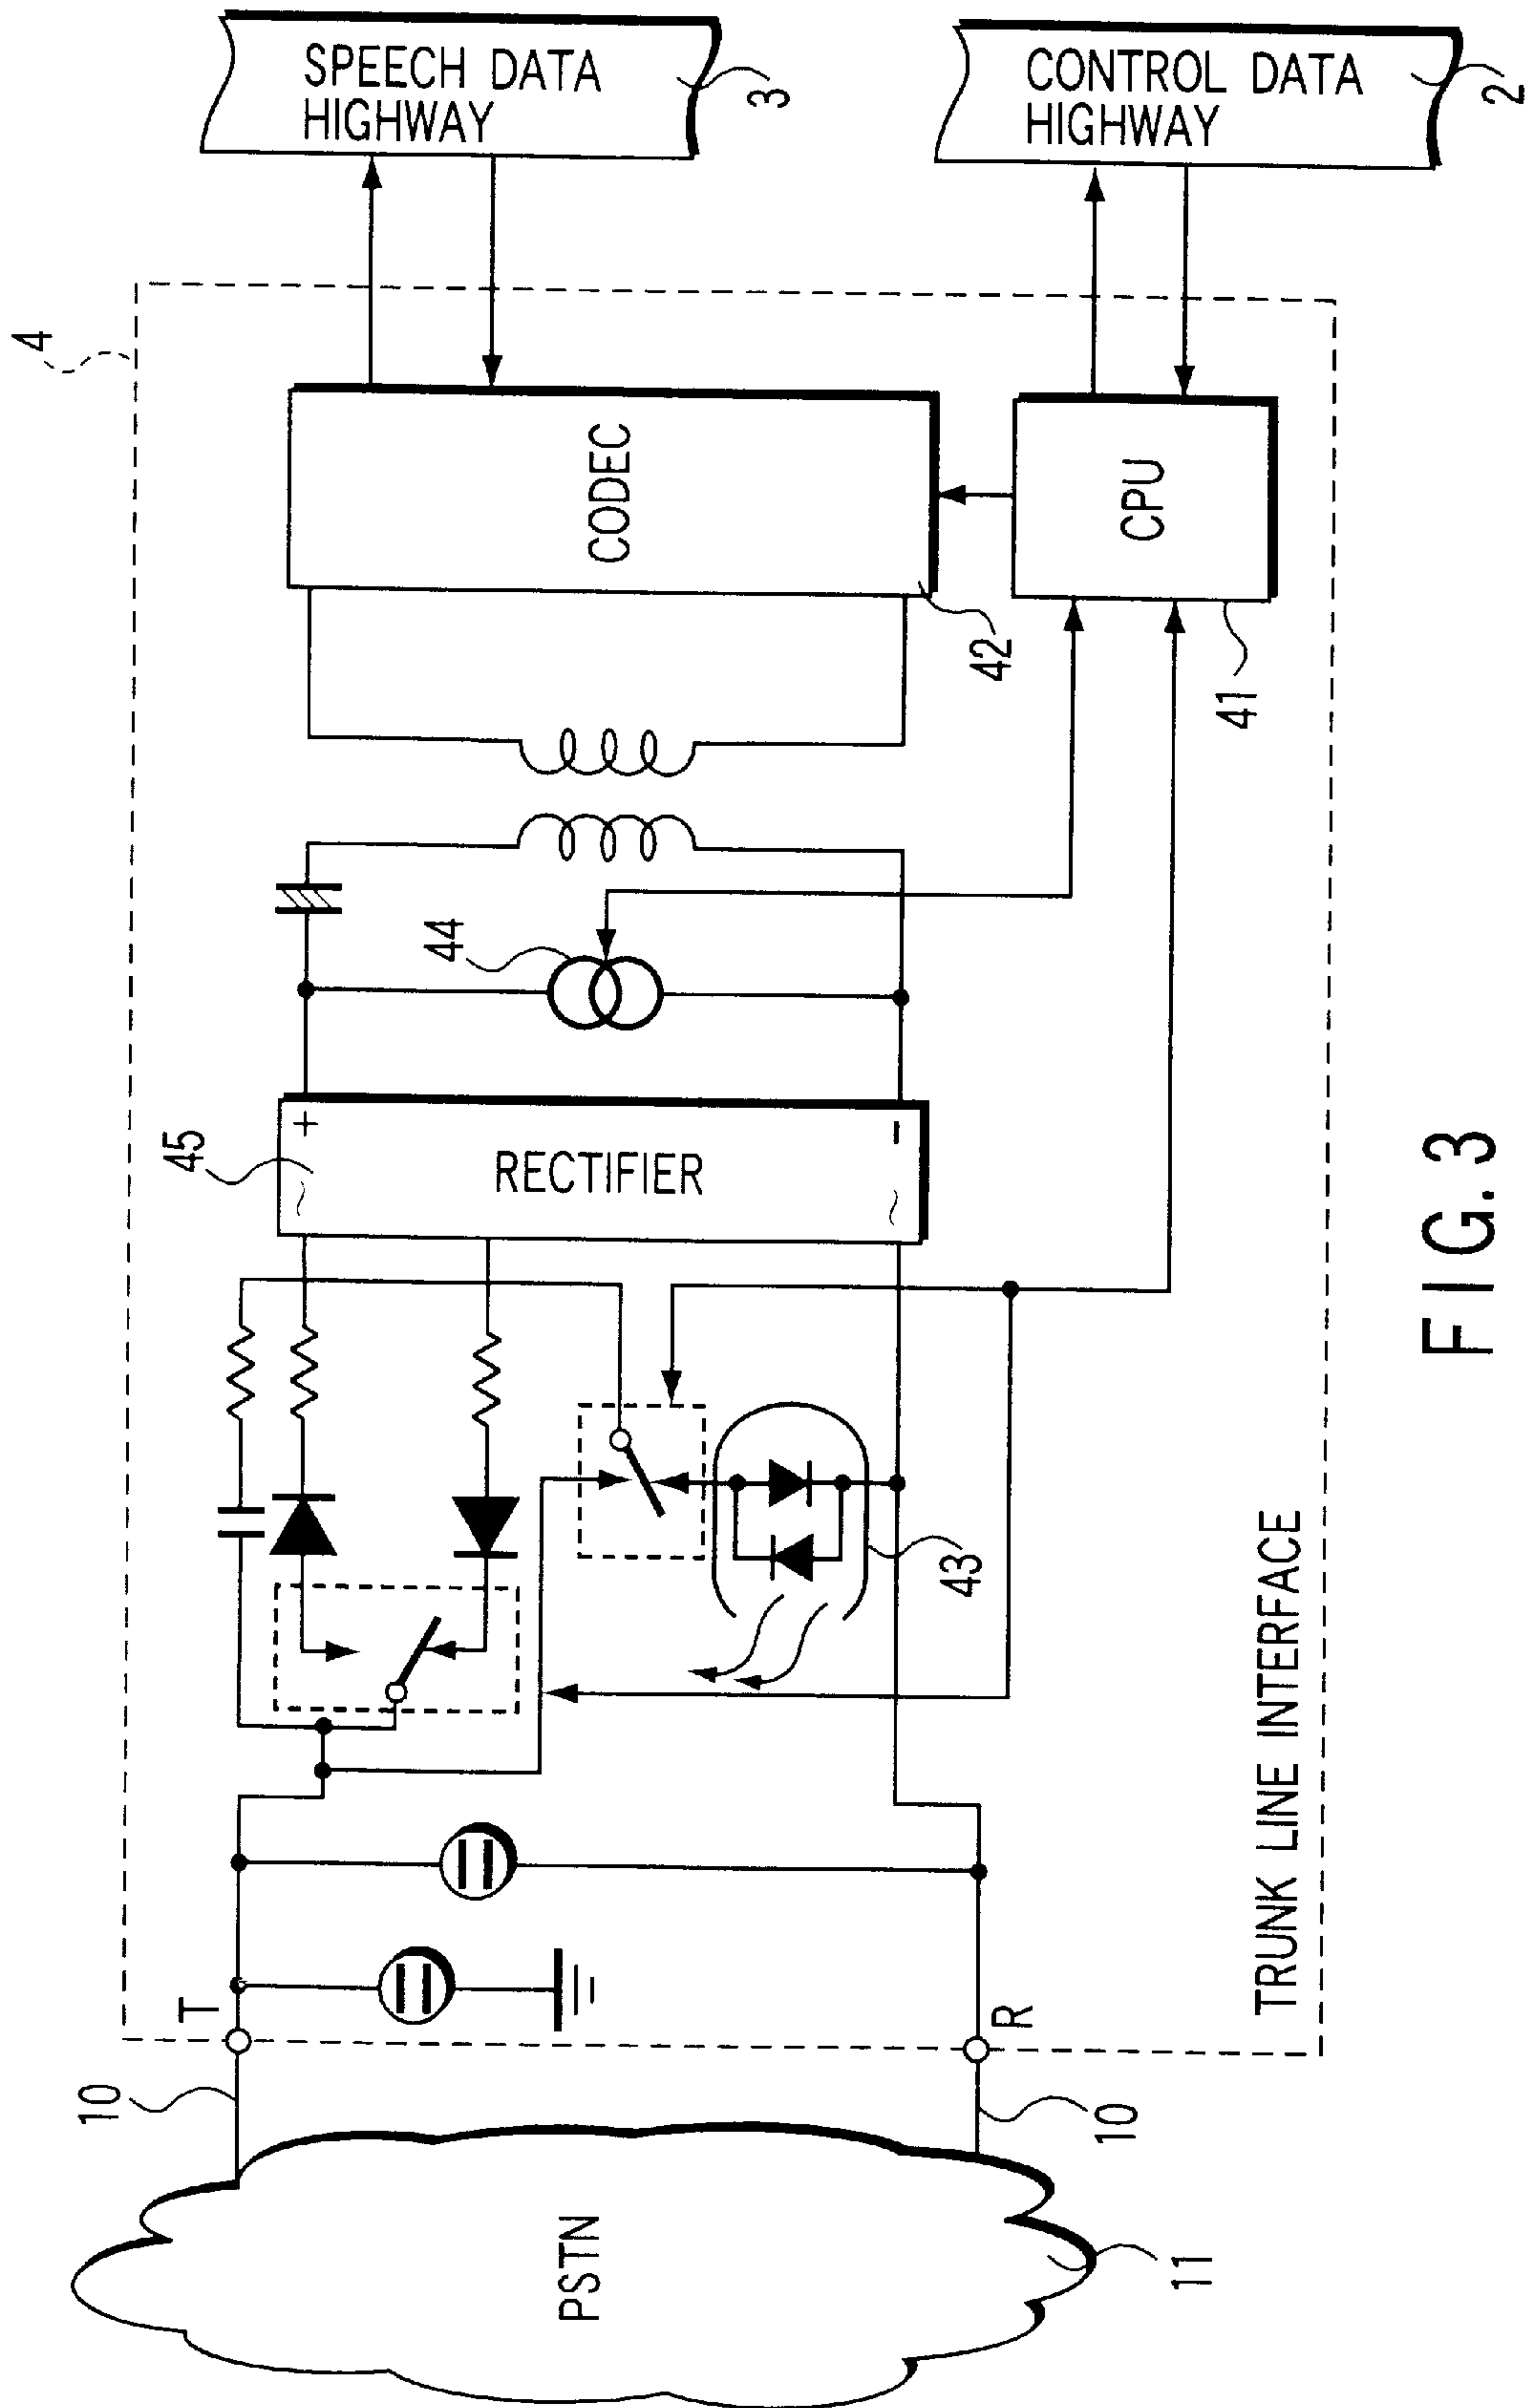 4
SPEECH DATA
HIGHWAY
3
CONTROL DATA
HIGHWAY
2
CODEC
42
CPU
41
44
45
+
~
RECTIFIER
−
~
43
T
10
R
10
PSTN
11
TRUNK LINE INTERFACE
FIG. 3